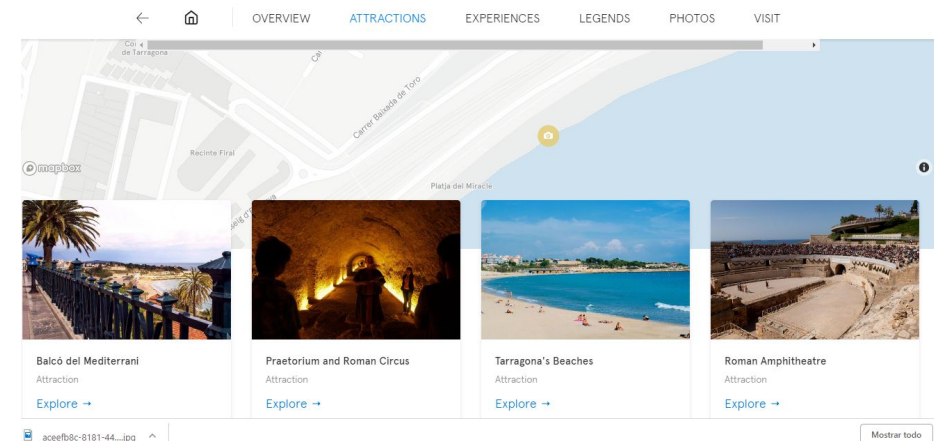 OVERVIEW ATTRACTIONS EXPERIENCES LEGENDS PHOTOS VISIT
de Tarragona
Carrer Baixada de Toro
Recinte Firal
mapbox
Platja del Miracle
Balcó del Mediterrani
Attraction
Explore →
Praetorium and Roman Circus
Attraction
Explore →
Tarragona's Beaches
Attraction
Explore →
Roman Amphitheatre
Attraction
Explore →
aceefb8c-8181-44....jpg
Mostrar todo